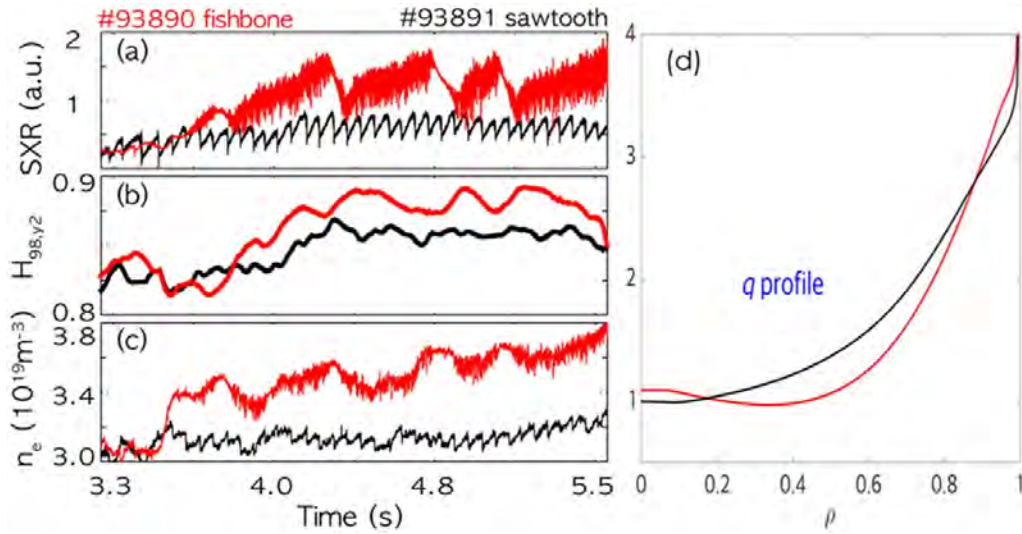 #93890 fishbone #93891 sawtooth
(a)
SXR (a.u.)
2
1
0
(b)
H98,y2
0.9
0.8
(c)
ne (10^19 m^-3)
3.8
3.4
3.0
3.3 4.0 4.8 5.5
Time (s)
(d)
4
3
2
1
q profile
0 0.2 0.4 0.6 0.8 1
ρ